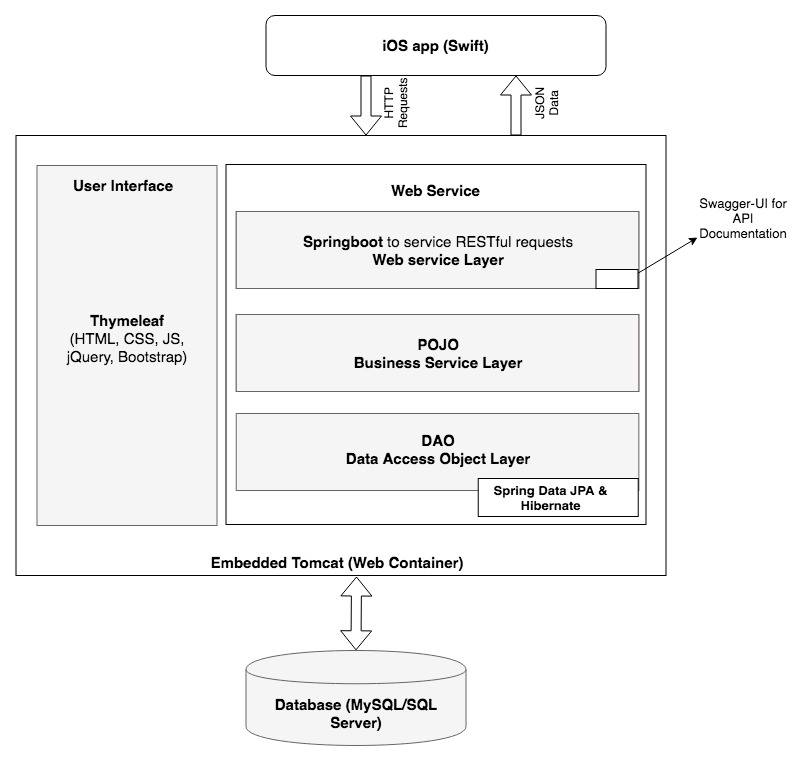 iOS app (Swift)
HTTP
Requests
JSON
Data
User Interface
Web Service
Springboot to service RESTful requests
Web service Layer
Swagger-UI for
API
Documentation
Thymeleaf
(HTML, CSS, JS,
jQuery, Bootstrap)
POJO
Business Service Layer
DAO
Data Access Object Layer
Spring Data JPA &
Hibernate
Embedded Tomcat (Web Container)
Database (MySQL/SQL
Server)